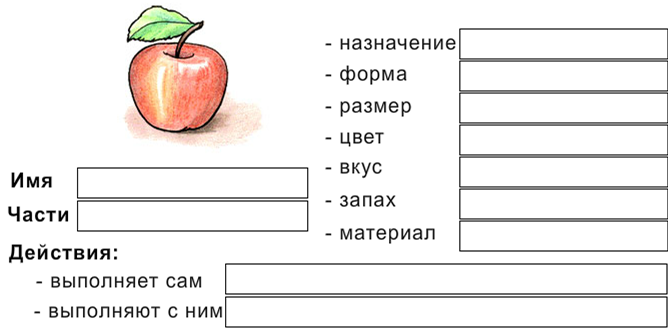 - назначение
- форма
- размер
- цвет
- вкус
- запах
- материал
Имя
Части
Действия:
- выполняет сам
- выполняют с ним